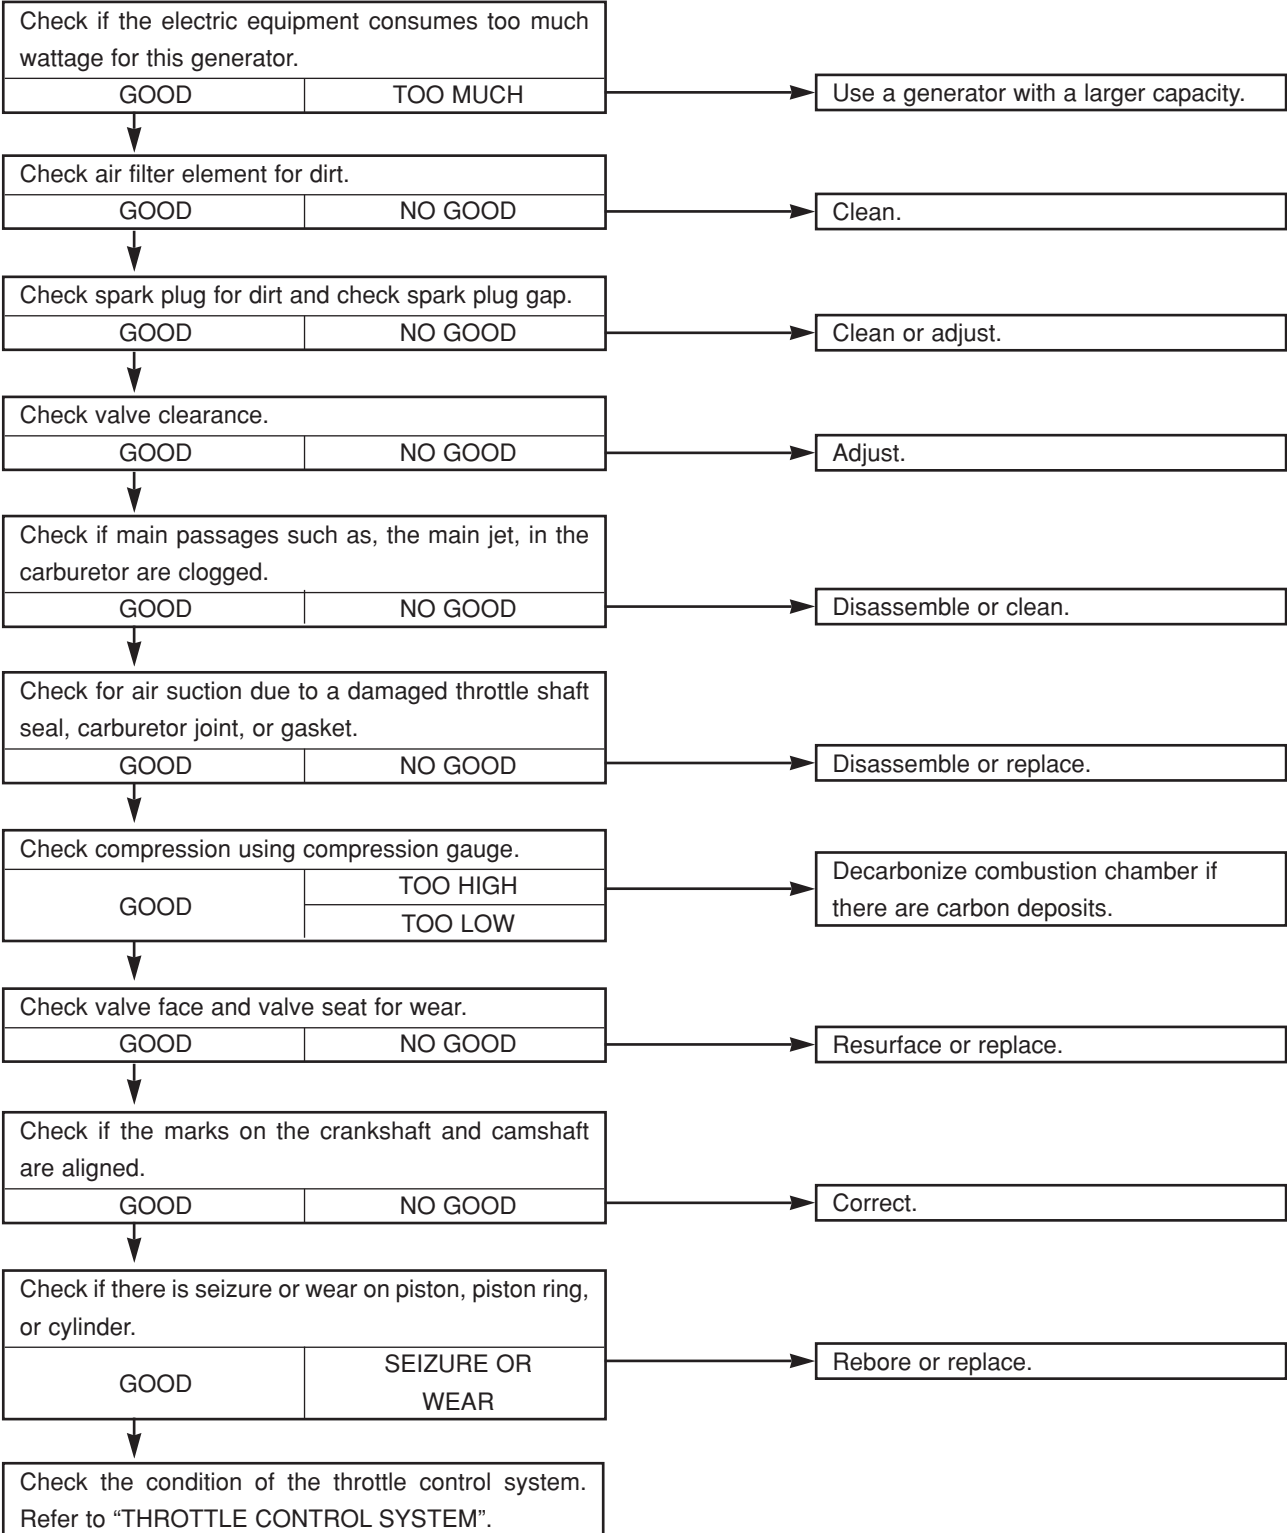 Check if the electric equipment consumes too much
wattage for this generator.
GOOD
TOO MUCH
Use a generator with a larger capacity.
Check air filter element for dirt.
GOOD
NO GOOD
Clean.
Check spark plug for dirt and check spark plug gap.
GOOD
NO GOOD
Clean or adjust.
Check valve clearance.
GOOD
NO GOOD
Adjust.
Check if main passages such as, the main jet, in the
carburetor are clogged.
GOOD
NO GOOD
Disassemble or clean.
Check for air suction due to a damaged throttle shaft
seal, carburetor joint, or gasket.
GOOD
NO GOOD
Disassemble or replace.
Check compression using compression gauge.
GOOD
TOO HIGH
TOO LOW
Decarbonize combustion chamber if
there are carbon deposits.
Check valve face and valve seat for wear.
GOOD
NO GOOD
Resurface or replace.
Check if the marks on the crankshaft and camshaft
are aligned.
GOOD
NO GOOD
Correct.
Check if there is seizure or wear on piston, piston ring,
or cylinder.
GOOD
SEIZURE OR
WEAR
Rebore or replace.
Check the condition of the throttle control system.
Refer to “THROTTLE CONTROL SYSTEM”.